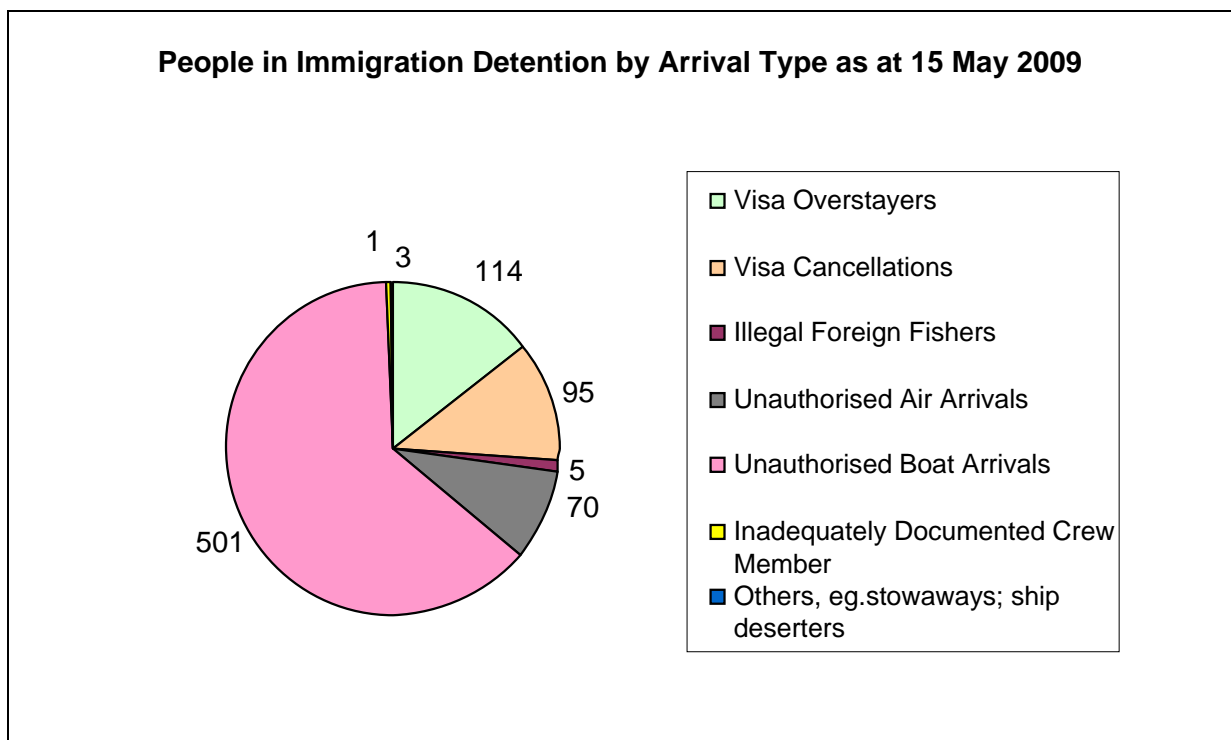 People in Immigration Detention by Arrival Type as at 15 May 2009
1
3
114
95
5
70
501
Visa Overstayers
Visa Cancellations
Illegal Foreign Fishers
Unauthorised Air Arrivals
Unauthorised Boat Arrivals
Inadequately Documented Crew
Member
Others, eg.stowaways; ship
deserters